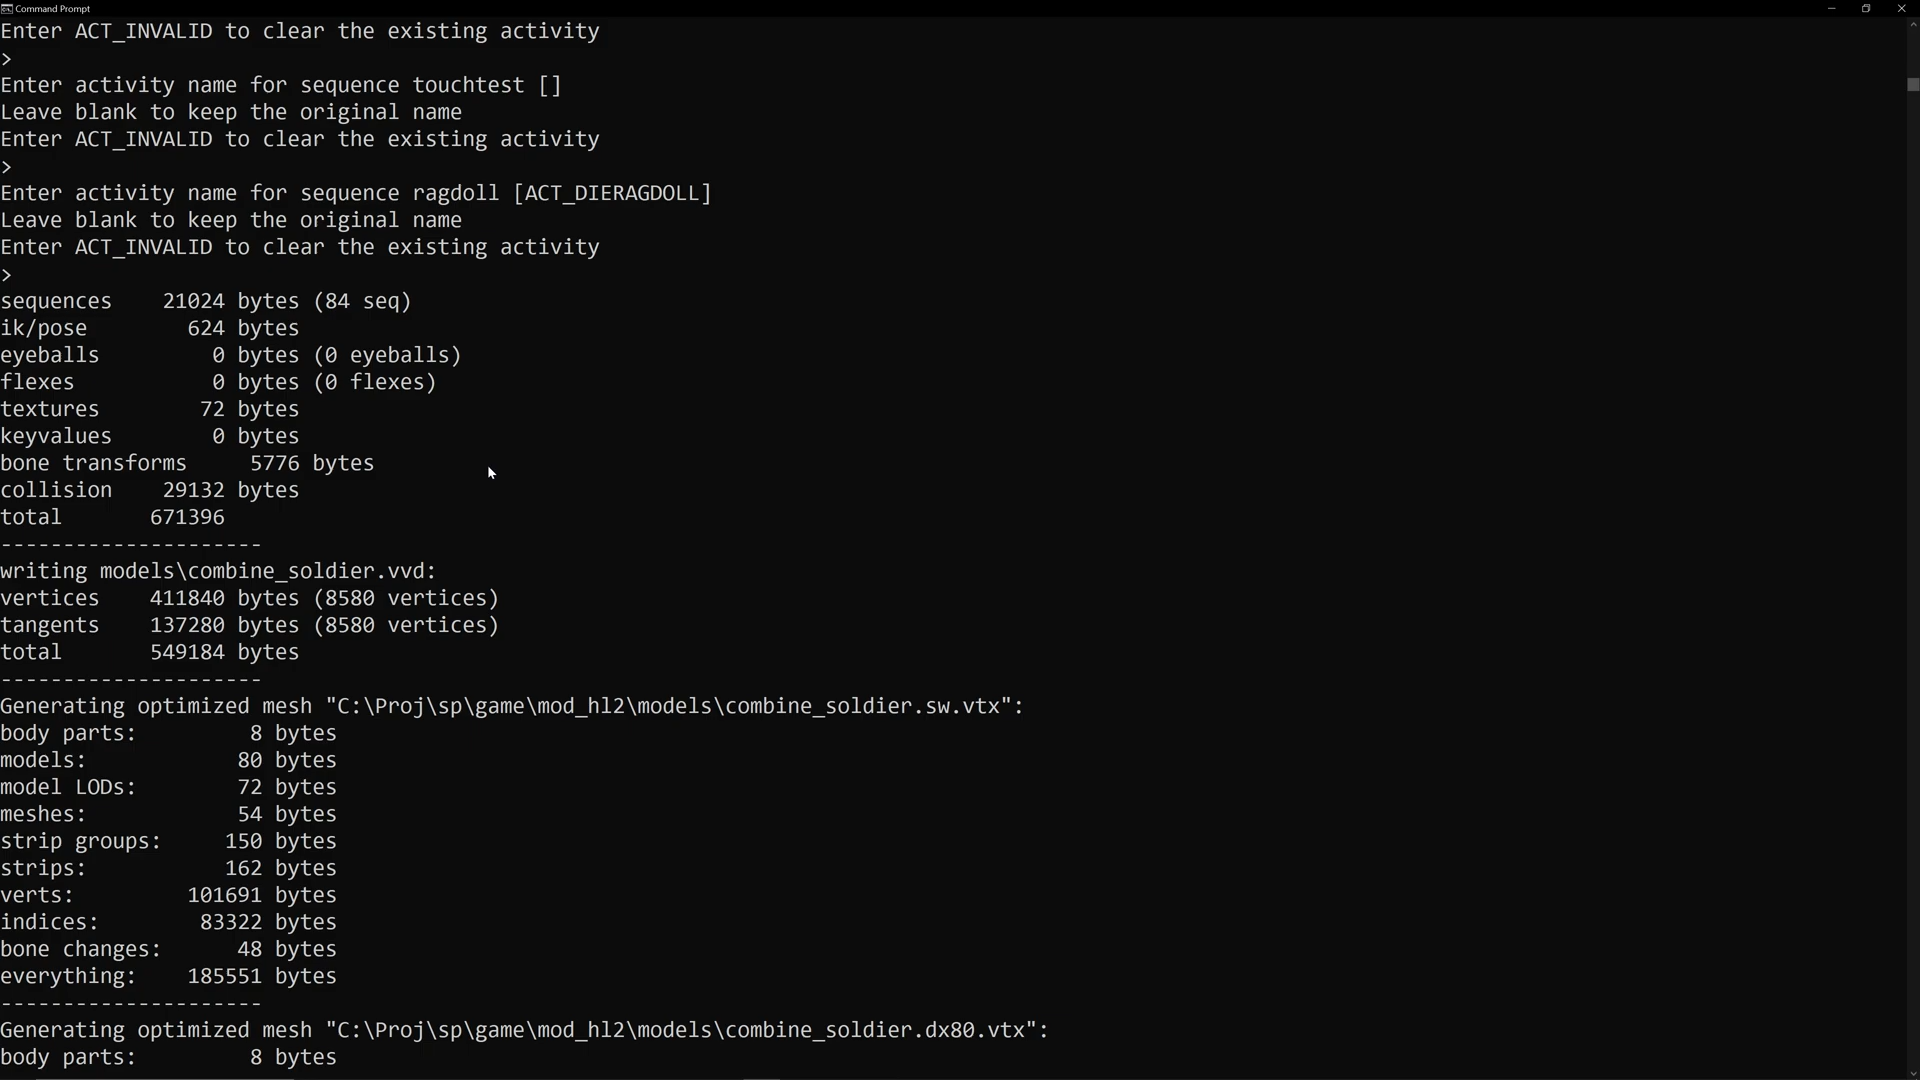 Command Prompt
Enter ACT_INVALID to clear the existing activity
>
Enter activity name for sequence touchtest []
Leave blank to keep the original name
Enter ACT_INVALID to clear the existing activity
>
Enter activity name for sequence ragdoll [ACT_DIERAGDOLL]
Leave blank to keep the original name
Enter ACT_INVALID to clear the existing activity
>
sequences    21024 bytes (84 seq)
ik/pose        624 bytes
eyeballs         0 bytes (0 eyeballs)
flexes           0 bytes (0 flexes)
textures        72 bytes
keyvalues        0 bytes
bone transforms     5776 bytes
collision    29132 bytes
total       671396
---------------------
writing models\combine_soldier.vvd:
vertices    411840 bytes (8580 vertices)
tangents    137280 bytes (8580 vertices)
total       549184 bytes
---------------------
Generating optimized mesh "C:\Proj\sp\game\mod_hl2\models\combine_soldier.sw.vtx":
body parts:         8 bytes
models:            80 bytes
model LODs:        72 bytes
meshes:            54 bytes
strip groups:     150 bytes
strips:           162 bytes
verts:         101691 bytes
indices:        83322 bytes
bone changes:      48 bytes
everything:    185551 bytes
---------------------
Generating optimized mesh "C:\Proj\sp\game\mod_hl2\models\combine_soldier.dx80.vtx":
body parts:         8 bytes